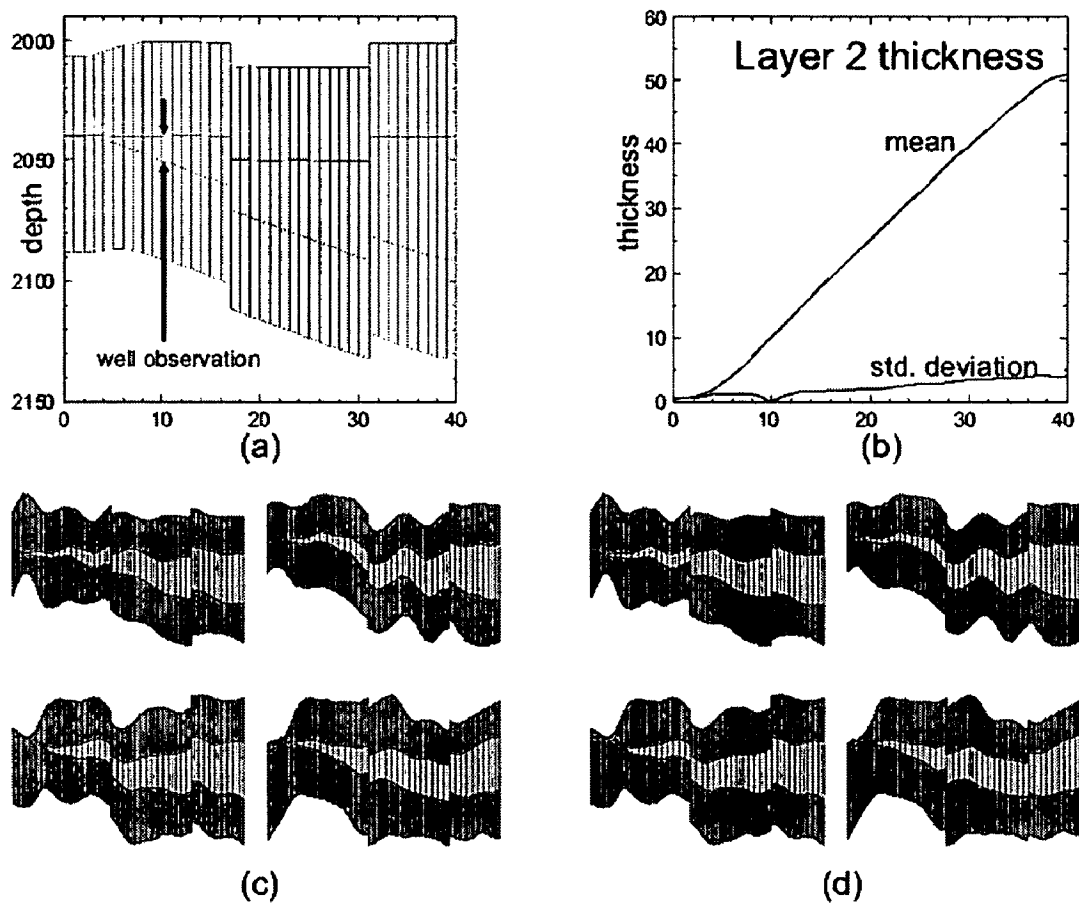 depth
2000
2050
2100
2150
0
10
20
30
40
well observation
(a)
Layer 2 thickness
thickness
60
50
40
30
20
10
0
mean
std. deviation
0
10
20
30
40
(b)
(c)
(d)